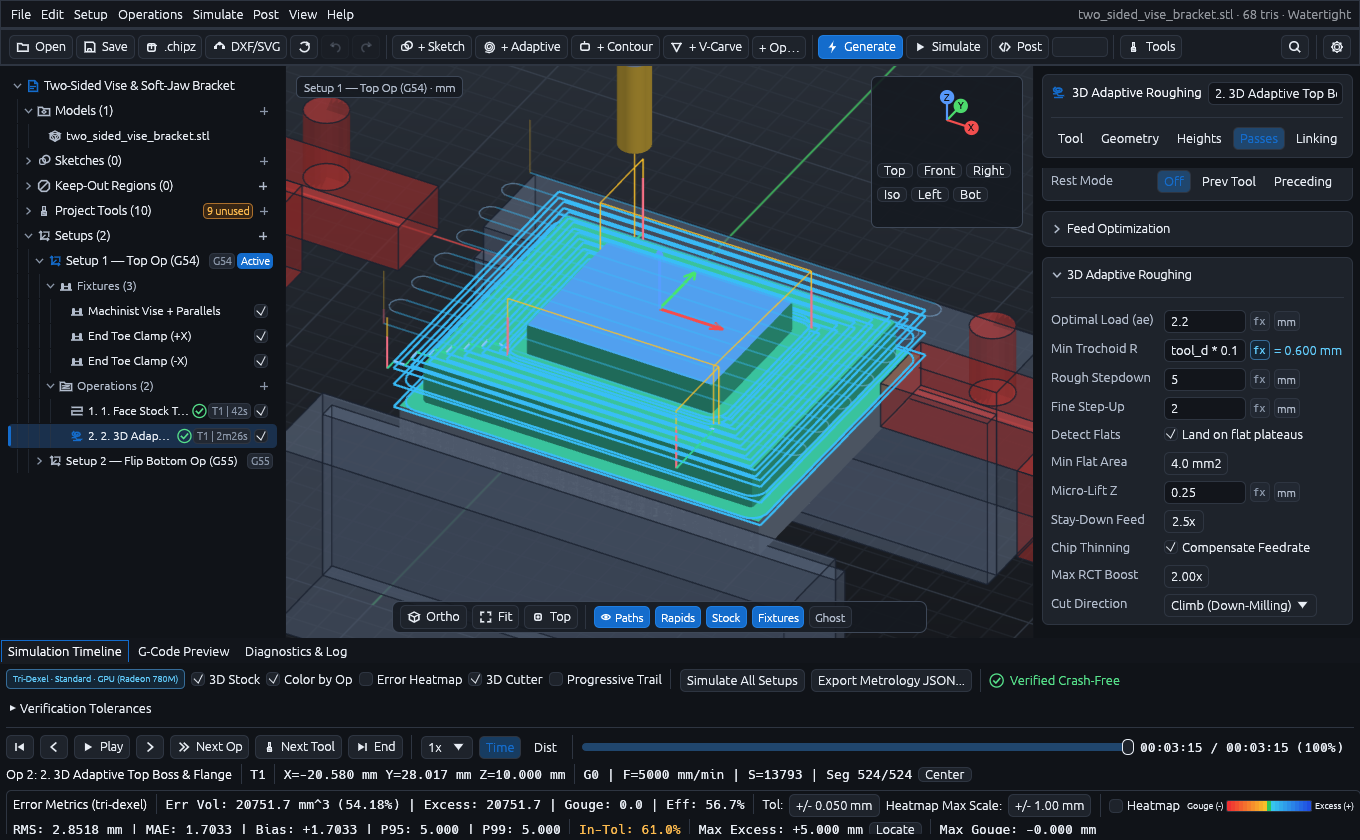 File Edit Setup Operations Simulate Post View Help
two_sided_vise_bracket.stl · 68 tris · Watertight
Open Save .chipz DXF/SVG + Sketch + Adaptive + Contour + V-Carve + Op... Generate Simulate Post Tools
Two-Sided Vise & Soft-Jaw Bracket
Models (1) +
two_sided_vise_bracket.stl
Sketches (0) +
Keep-Out Regions (0) +
Project Tools (10) 9 unused +
Setups (2) +
Setup 1 — Top Op (G54) G54 Active
Fixtures (3)
Machinist Vise + Parallels
End Toe Clamp (+X)
End Toe Clamp (-X)
Operations (2) +
1. 1. Face Stock T... T1 | 42s
2. 2. 3D Adap... T1 | 2m26s
Setup 2 — Flip Bottom Op (G55) G55
Setup 1 — Top Op (G54) · mm
Z Y X
Top Front Right
Iso Left Bot
Ortho Fit Top Paths Rapids Stock Fixtures Ghost
3D Adaptive Roughing 2. 3D Adaptive Top B
Tool Geometry Heights Passes Linking
Rest Mode Off Prev Tool Preceding
Feed Optimization
3D Adaptive Roughing
Optimal Load (ae) 2.2 fx mm
Min Trochoid R tool_d * 0.1 fx = 0.600 mm
Rough Stepdown 5 fx mm
Fine Step-Up 2 fx mm
Detect Flats Land on flat plateaus
Min Flat Area 4.0 mm2
Micro-Lift Z 0.25 fx mm
Stay-Down Feed 2.5x
Chip Thinning Compensate Feedrate
Max RCT Boost 2.00x
Cut Direction Climb (Down-Milling)
Simulation Timeline G-Code Preview Diagnostics & Log
Tri-Dexel · Standard · GPU (Radeon 780M) 3D Stock Color by Op Error Heatmap 3D Cutter Progressive Trail Simulate All Setups Export Metrology JSON... Verified Crash-Free
Verification Tolerances
Play Next Op Next Tool End 1x Time Dist 00:03:15 / 00:03:15 (100%)
Op 2: 2. 3D Adaptive Top Boss & Flange T1 X=-20.580 mm Y=28.017 mm Z=10.000 mm G0 | F=5000 mm/min | S=13793 | Seg 524/524 Center
Error Metrics (tri-dexel) Err Vol: 20751.7 mm^3 (54.18%) | Excess: 20751.7 | Gouge: 0.0 | Eff: 56.7% Tol: +/- 0.050 mm Heatmap Max Scale: +/- 1.00 mm Heatmap Gouge (-) Excess (+)
RMS: 2.8518 mm | MAE: 1.7033 | Bias: +1.7033 | P95: 5.000 | P99: 5.000 In-Tol: 61.0% Max Excess: +5.000 mm Locate Max Gouge: -0.000 mm